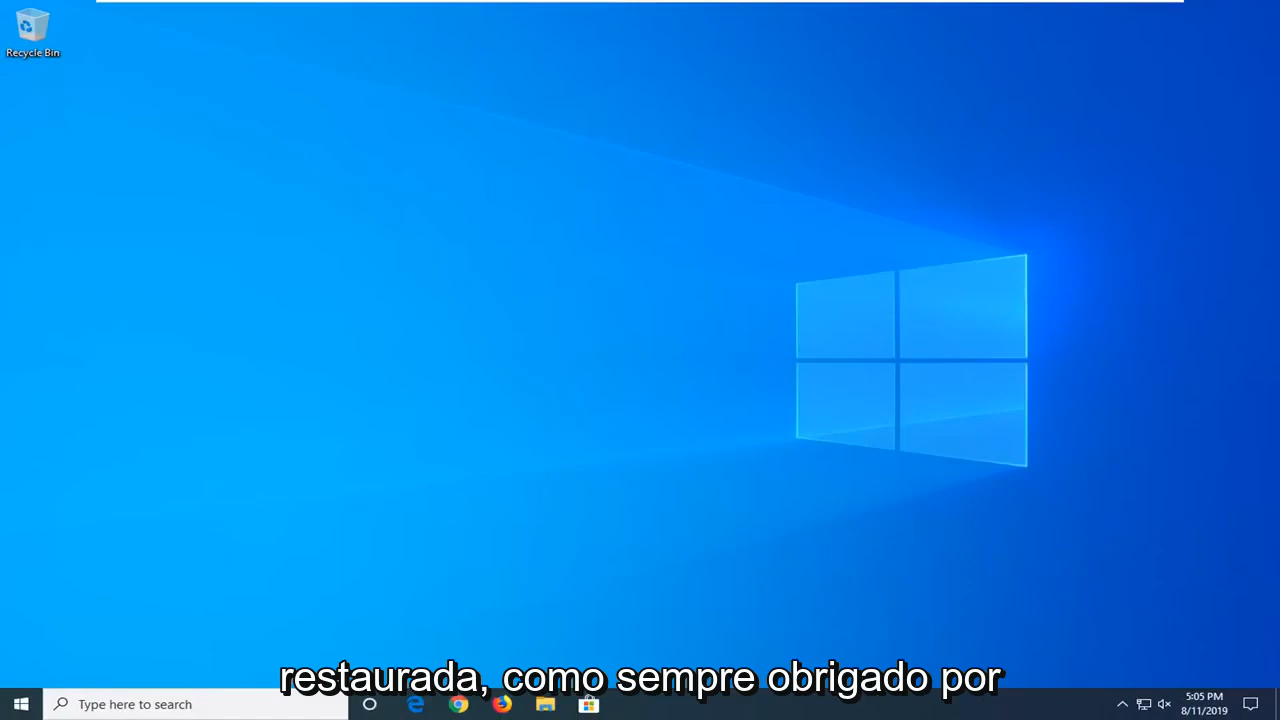 Recycle Bin
restaurada, como sempre obrigado por
Type here to search
5:05 PM
8/11/2019